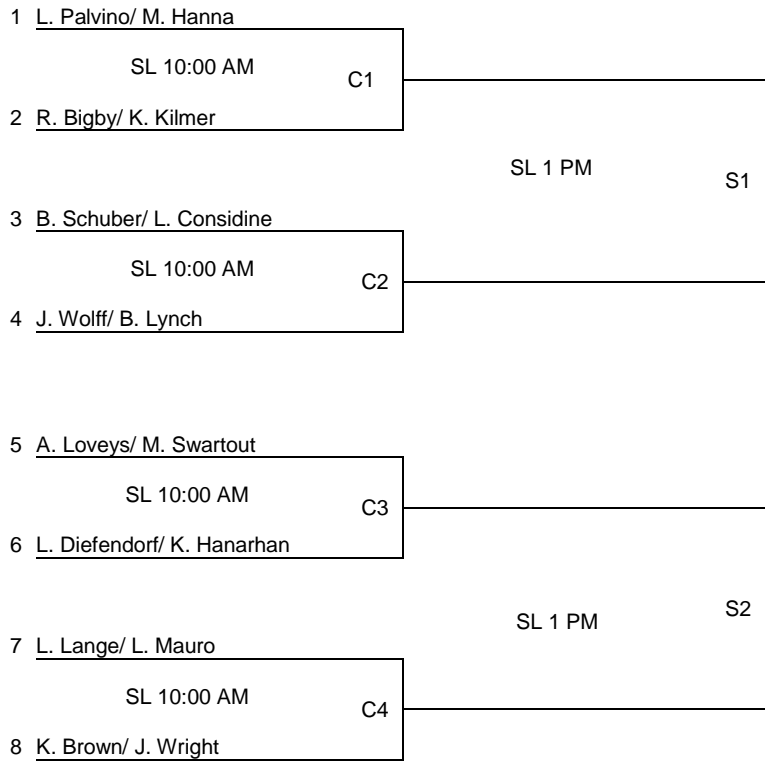 1 L. Palvino/ M. Hanna
SL 10:00 AM
C1
2 R. Bigby/ K. Kilmer
SL 1 PM
S1
3 B. Schuber/ L. Considine
SL 10:00 AM
C2
4 J. Wolff/ B. Lynch
5 A. Loveys/ M. Swartout
SL 10:00 AM
C3
6 L. Diefendorf/ K. Hanarhan
SL 1 PM
S2
7 L. Lange/ L. Mauro
SL 10:00 AM
C4
8 K. Brown/ J. Wright